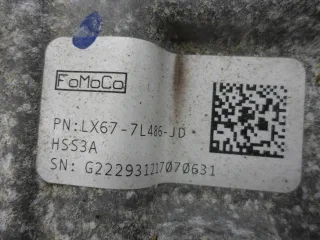 FoMoCo
PN:LX67-7L486-JD
HSS3A
SN: G222931217070631